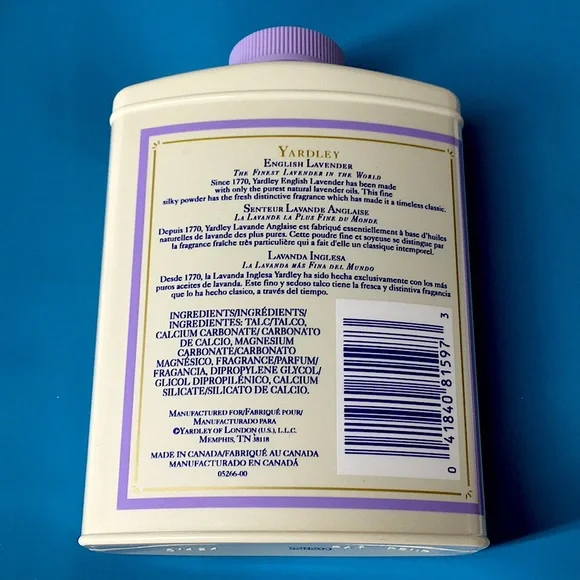 YARDLEY
ENGLISH LAVENDER
THE FINEST LAVENDER IN THE WORLD
Since 1770, Yardley English Lavender has been made
with only the purest natural lavender oils. This fine
silky powder has the fresh distinctive fragrance which has made it a timeless classic.
SENTEUR LAVANDE ANGLAISE
LA LAVANDE LA PLUS FINE DU MONDE
Depuis 1770, Yardley Lavande Anglaise est fabriqué essentiellement à base d'huiles
naturelles de lavande des plus pures. Cette poudre fine et soyeuse se distingue par
la fragrance fraîche très particulière qui a fait d'elle un classique intemporel.
LAVANDA INGLESA
LA LAVANDA MÁS FINA DEL MUNDO
Desde 1770, la Lavanda Inglesa Yardley ha sido hecha exclusivamente con los más
puros aceites de lavanda. Este fino y sedoso talco tiene la fresca y distintiva fragancia
que lo ha hecho clasico, a través del tiempo.
INGREDIENTS/INGRÉDIENTS/
INGREDIENTES: TALC/TALCO,
CALCIUM CARBONATE/CARBONATO
DE CALCIO, MAGNESIUM
CARBONATE/CARBONATO
MAGNÉSICO, FRAGRANCE/PARFUM/
FRAGANCIA, DIPROPYLENE GLYCOL/
GLICOL DIPROPILÉNICO, CALCIUM
SILICATE/SILICATO DE CALCIO.
MANUFACTURED FOR/FABRIQUÉ POUR/
MANUFACTURADO PARA
©YARDLEY OF LONDON (U.S.), L.L.C.
MEMPHIS, TN 38118
MADE IN CANADA/FABRIQUÉ AU CANADA
MANUFACTURADO EN CANADÁ
05266-00
0 41840 81597 3